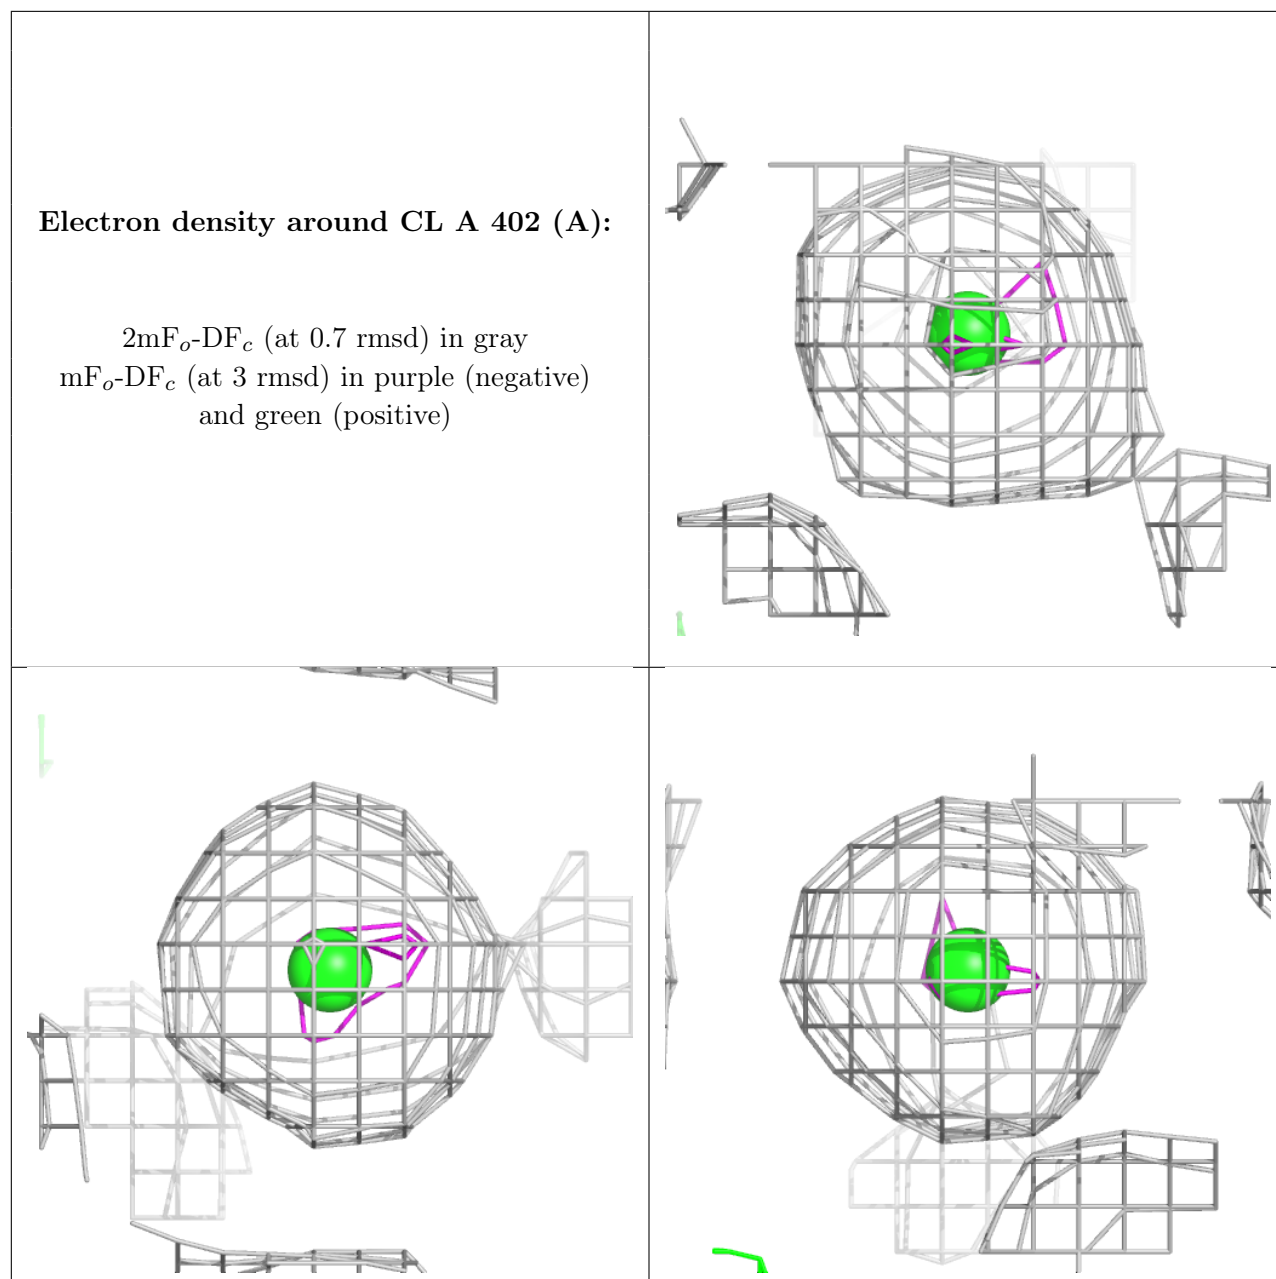 Electron density around CL A 402 (A):
2mFₒ-DF𝒸 (at 0.7 rmsd) in gray
mFₒ-DF𝒸 (at 3 rmsd) in purple (negative)
and green (positive)